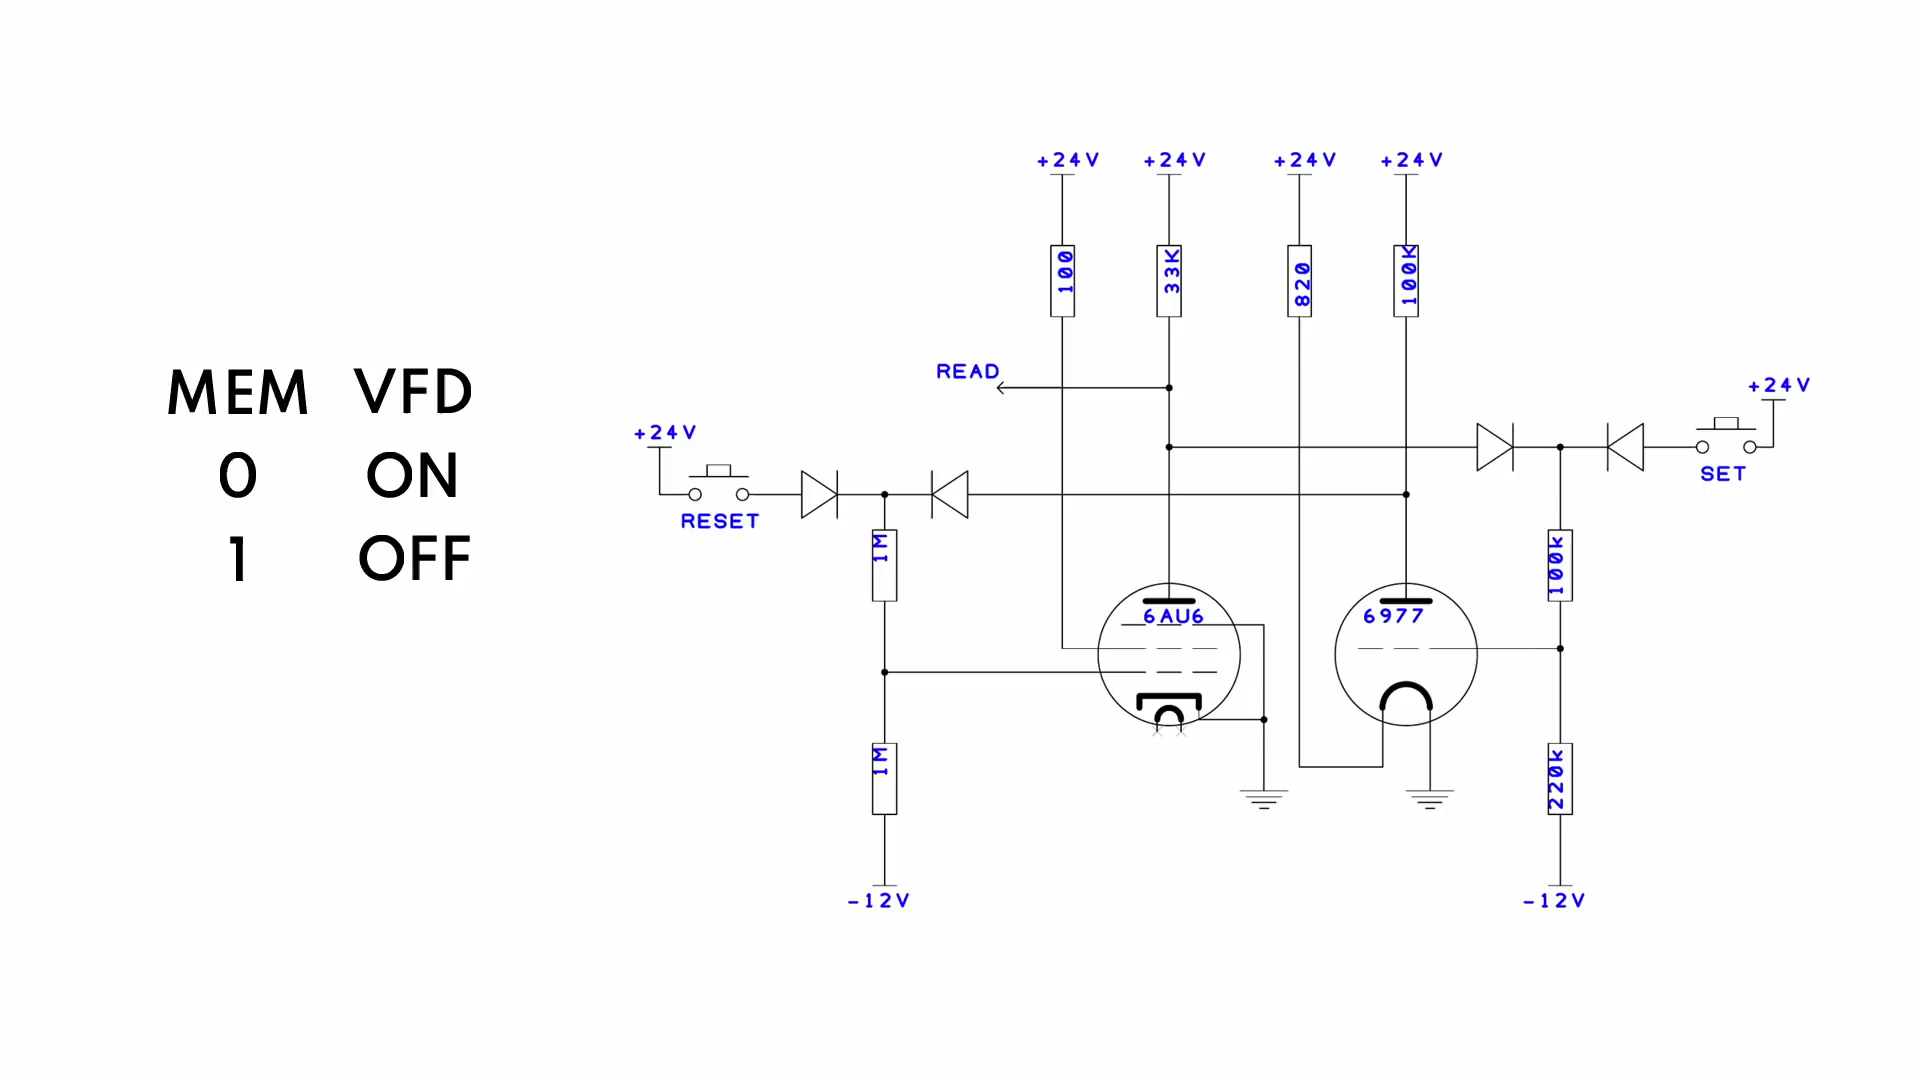 MEM VFD
0 ON
1 OFF
+24V +24V +24V +24V
100 33K 820 100K
READ
+24V
+24V
RESET
SET
1M
100k
6AU6
6977
1M
220k
-12V
-12V